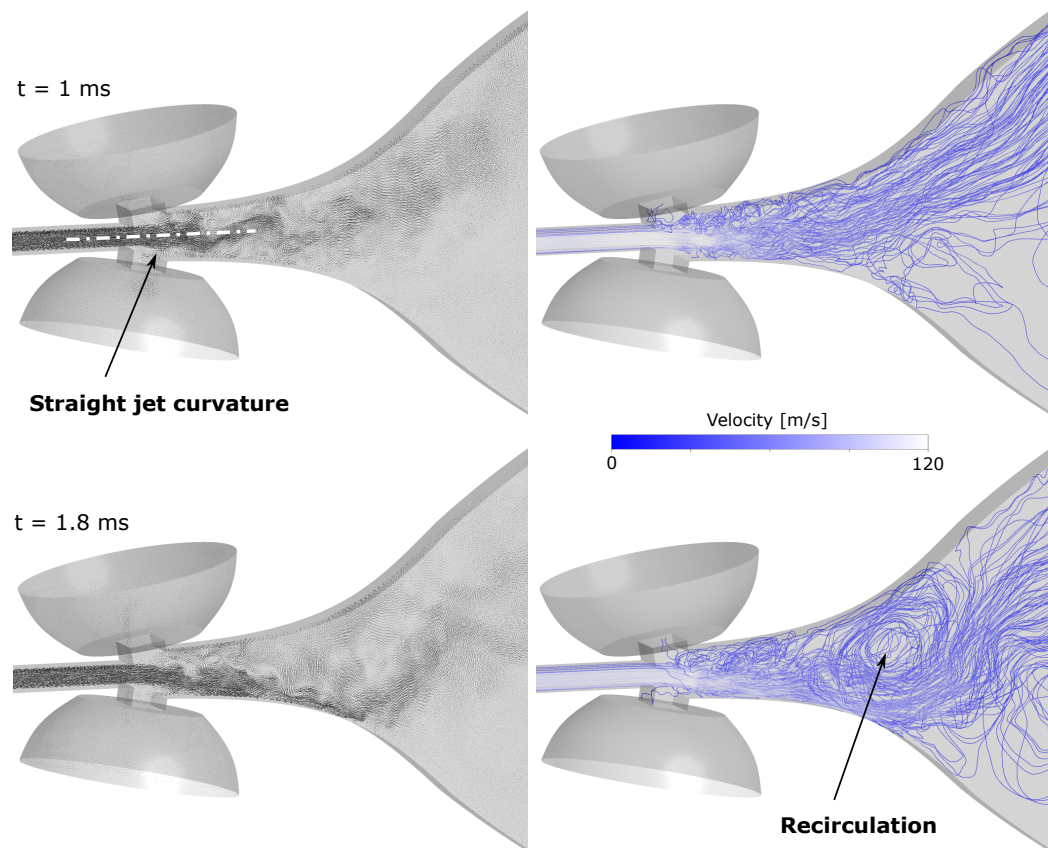 t = 1 ms
Straight jet curvature
Velocity [m/s]
0
120
t = 1.8 ms
Recirculation